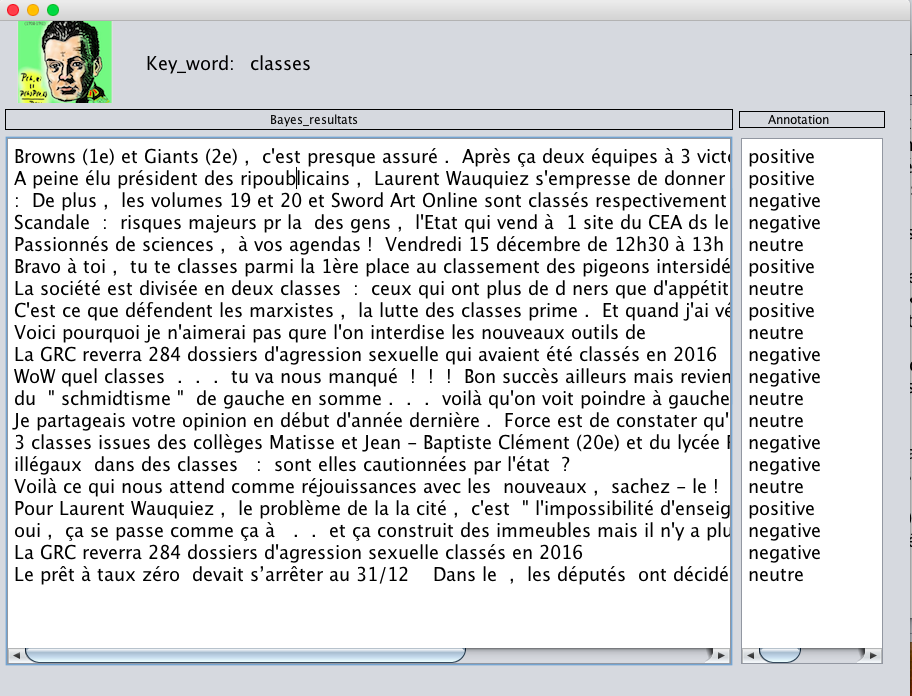 Key_word: classes
Bayes_resultats
Annotation
Browns (1e) et Giants (2e) , c'est presque assuré . Après ça deux équipes à 3 positive
A peine élu président des ripoublicains , Laurent Wauquiez s'empresse de donner positive
: De plus , les volumes 19 et 20 et Sword Art Online sont classés respectivement negative
Scandale : risques majeurs pr la des gens , l'Etat qui vend à 1 site du CEA ds le negative
Passionnés de sciences , à vos agendas ! Vendredi 15 décembre de 12h30 à 13h neutre
Bravo à toi , tu te classes parmi la 1ère place au classement des pigeons positive
La société est divisée en deux classes : ceux qui ont plus de d ners que d'appétit neutre
C'est ce que défendent les marxistes , la lutte des classes prime . Et quand j'ai positive
Voici pourquoi je n'aimerai pas qure l'on interdise les nouveaux outils de neutre
La GRC reverra 284 dossiers d'agression sexuelle qui avaient été classés en 2016 negative
WoW quel classes . . . tu va nous manqué ! ! ! Bon succès ailleurs mais revien negative
du " schmidtisme " de gauche en somme . . . voilà qu'on voit poindre à gauche neutre
Je partageais votre opinion en début d'année dernière . Force est de constater qu' neutre
3 classes issues des collèges Matisse et Jean - Baptiste Clément (20e) et du lycée negative
illégaux dans des classes : sont elles cautionnées par l'état ? negative
Voilà ce qui nous attend comme réjouissances avec les nouveaux , sachez - le ! neutre
Pour Laurent Wauquiez , le problème de la la cité , c'est " l'impossibilité d'enseig positive
oui , ça se passe comme ça à . . et ça construit des immeubles mais il n'y a plu negative
La GRC reverra 284 dossiers d'agression sexuelle classés en 2016 negative
Le prêt à taux zéro devait s'arrêter au 31/12 Dans le , les députés ont décidé neutre